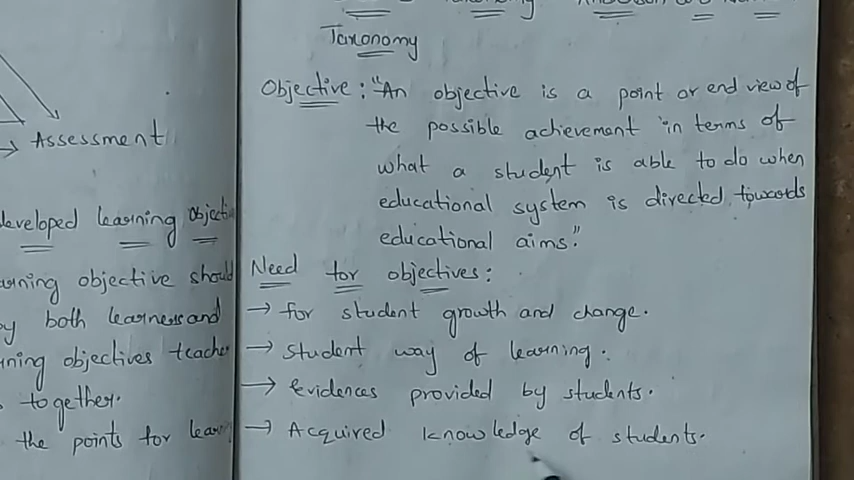 Assessment
developed learning
learning objective should
by both learners and
objectives teacher
together.
the points for
Taxonomy
Objective : "An objective is a point or end view of
the possible achievement in terms of
what a student is able to do when
educational system is directed towards
educational aims."
Need for objectives :
→ for student growth and change.
→ student way of learning.
→ Evidences provided by students.
→ Acquired knowledge of students.